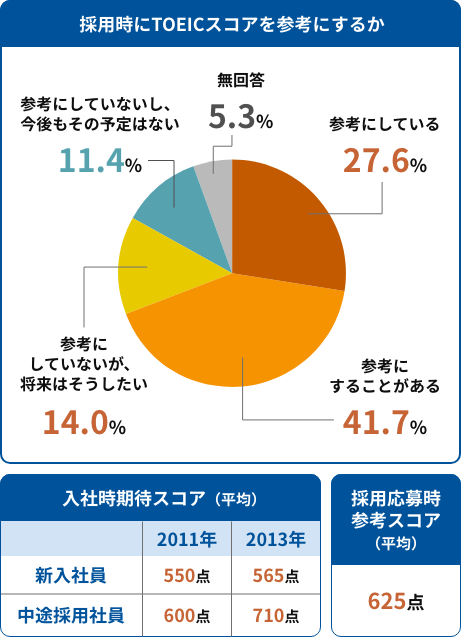 採用時にTOEICスコアを参考にするか
無回答
5.3%
参考にしていないし、
今後もその予定はない
11.4%
参考にしている
27.6%
参考に
していないが、
将来はそうしたい
14.0%
参考に
することがある
41.7%
入社時期待スコア（平均）
2011年
2013年
新入社員
550点
565点
中途採用社員
600点
710点
採用応募時
参考スコア
（平均）
625点